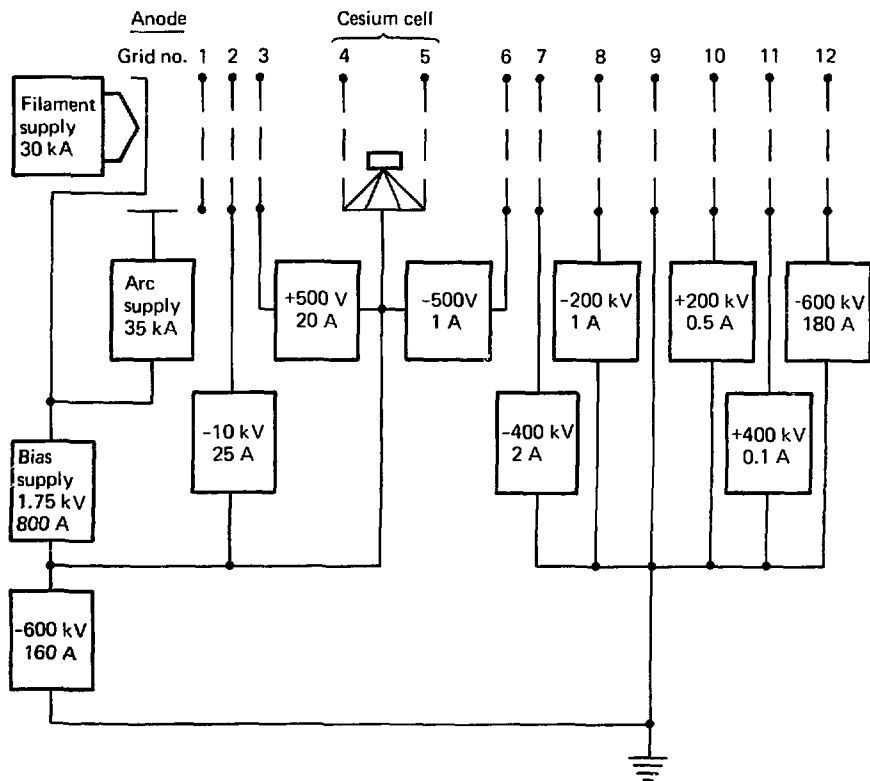 Anode
Cesium cell
Grid no. 1 2 3 4 5 6 7 8 9 10 11 12
Filament
supply
30 kA
Arc
supply
35 kA
+500 V
20 A
-500V
1 A
-200 kV
1 A
+200 kV
0.5 A
-600 kV
180 A
-10 kV
25 A
-400 kV
2 A
+400 kV
0.1 A
Bias
supply
1.75 kV
800 A
-600 kV
160 A